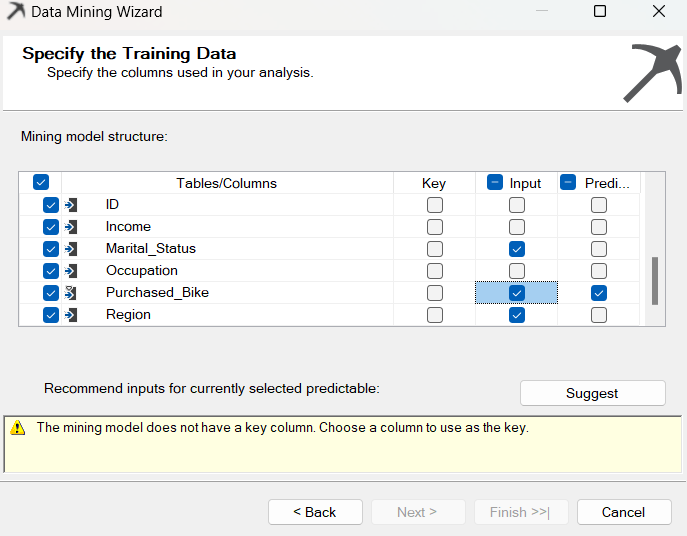 Data Mining Wizard
Specify the Training Data
Specify the columns used in your analysis.
Mining model structure:
Tables/Columns Key Input Predi...
ID
Income
Marital_Status
Occupation
Purchased_Bike
Region
Recommend inputs for currently selected predictable:
Suggest
The mining model does not have a key column. Choose a column to use as the key.
< Back Next > Finish >>| Cancel